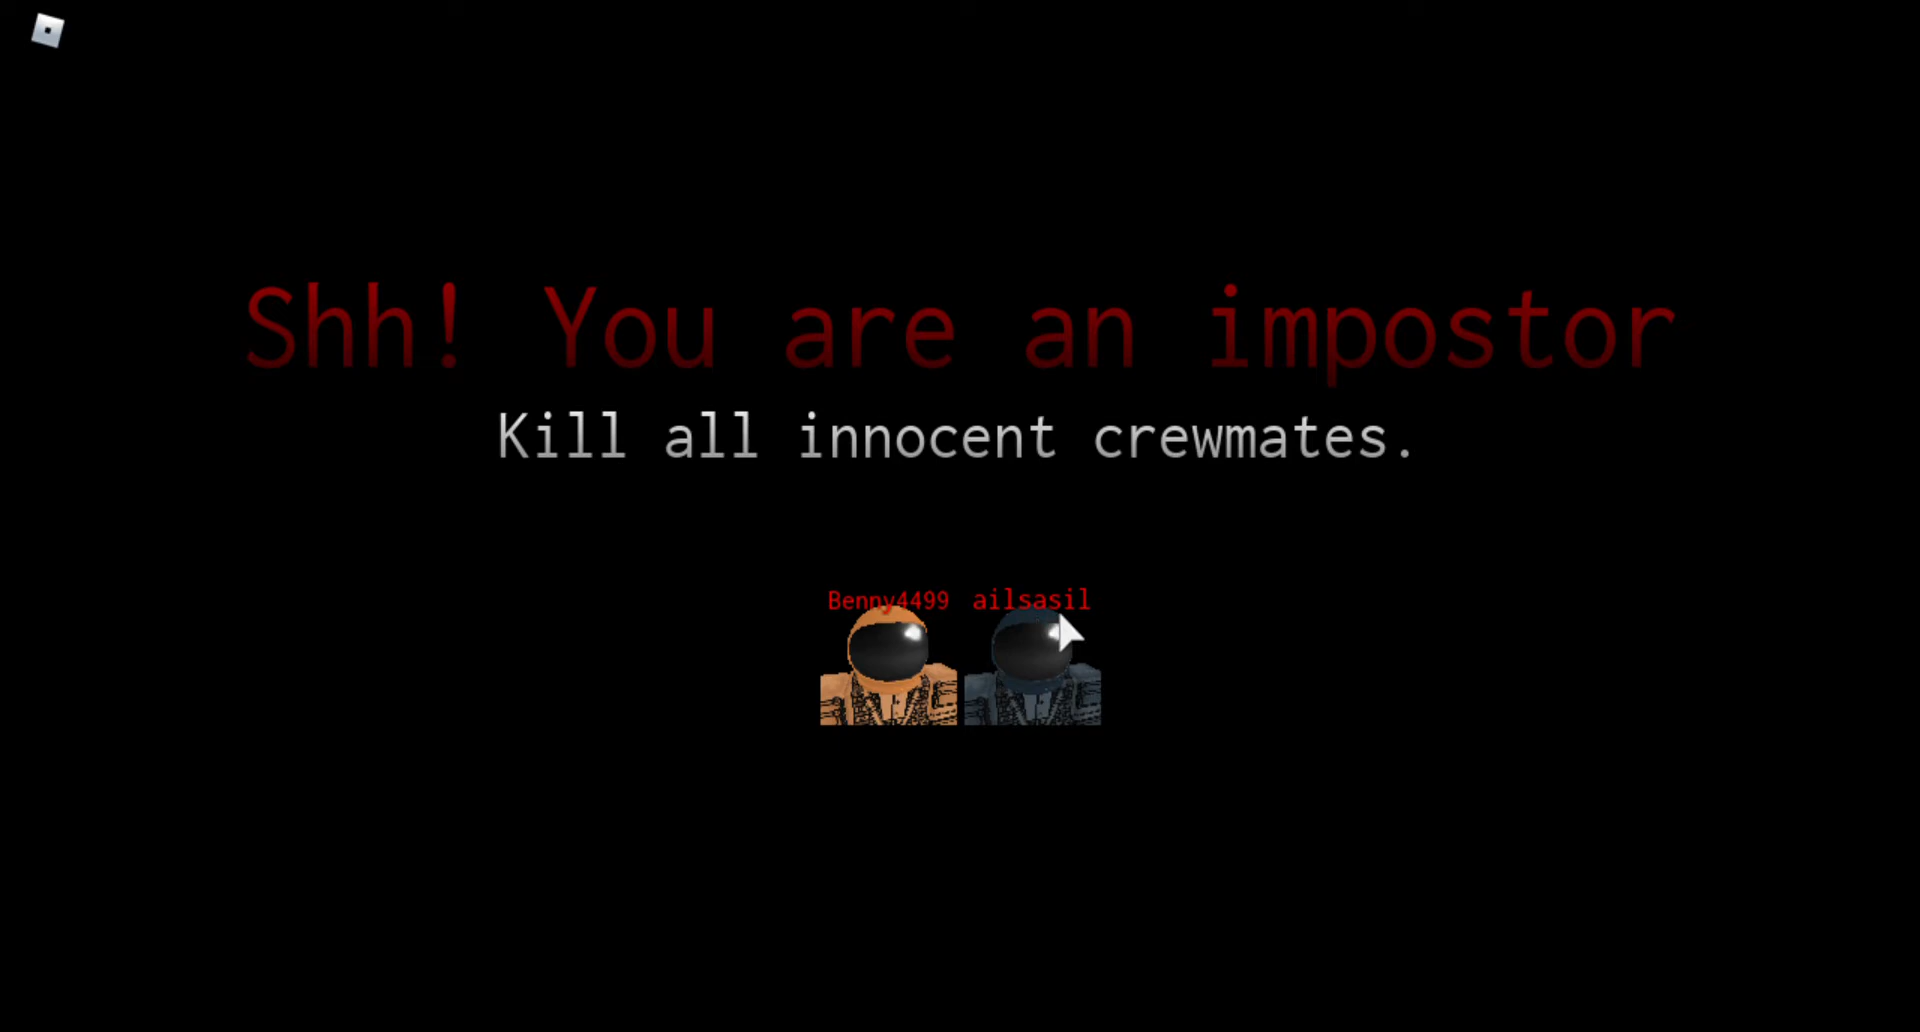 Shh! You are an impostor
Kill all innocent crewmates.
Benny4499 ailsasil